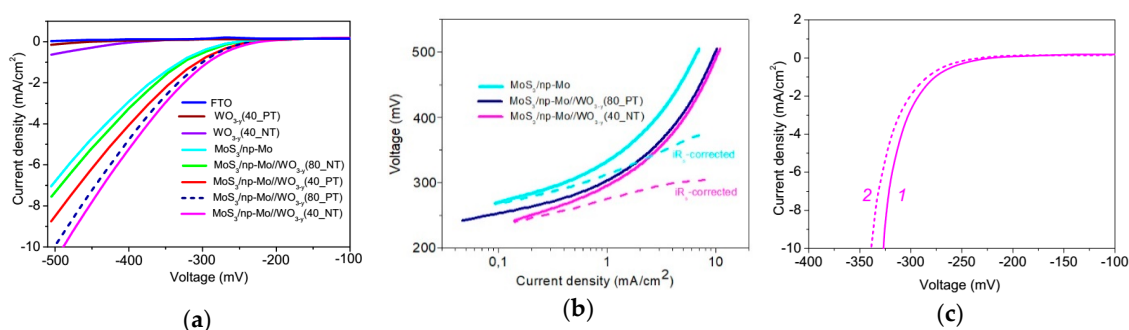 2
0
-2
-4
-6
-8
-10
Current density (mA/cm²)
-500 -400 -300 -200 -100
Voltage (mV)
FTO
WO₃₋ᵧ(40_PT)
WO₃₋ᵧ(40_NT)
MoS₃/np-Mo
MoS₃/np-Mo//WO₃₋ᵧ(80_NT)
MoS₃/np-Mo//WO₃₋ᵧ(40_PT)
MoS₃/np-Mo//WO₃₋ᵧ(80_PT)
MoS₃/np-Mo//WO₃₋ᵧ(40_NT)
(a)
500
400
300
200
Voltage (mV)
0,1 1 10
Current density (mA/cm²)
MoS₃/np-Mo
MoS₃/np-Mo//WO₃₋ᵧ(80_PT)
MoS₃/np-Mo//WO₃₋ᵧ(40_NT)
iRₛ-corrected
iRₛ-corrected
(b)
2
0
-2
-4
-6
-8
-10
Current density (mA/cm²)
-400 -350 -300 -250 -200 -150 -100
Voltage (mV)
2 1
(c)